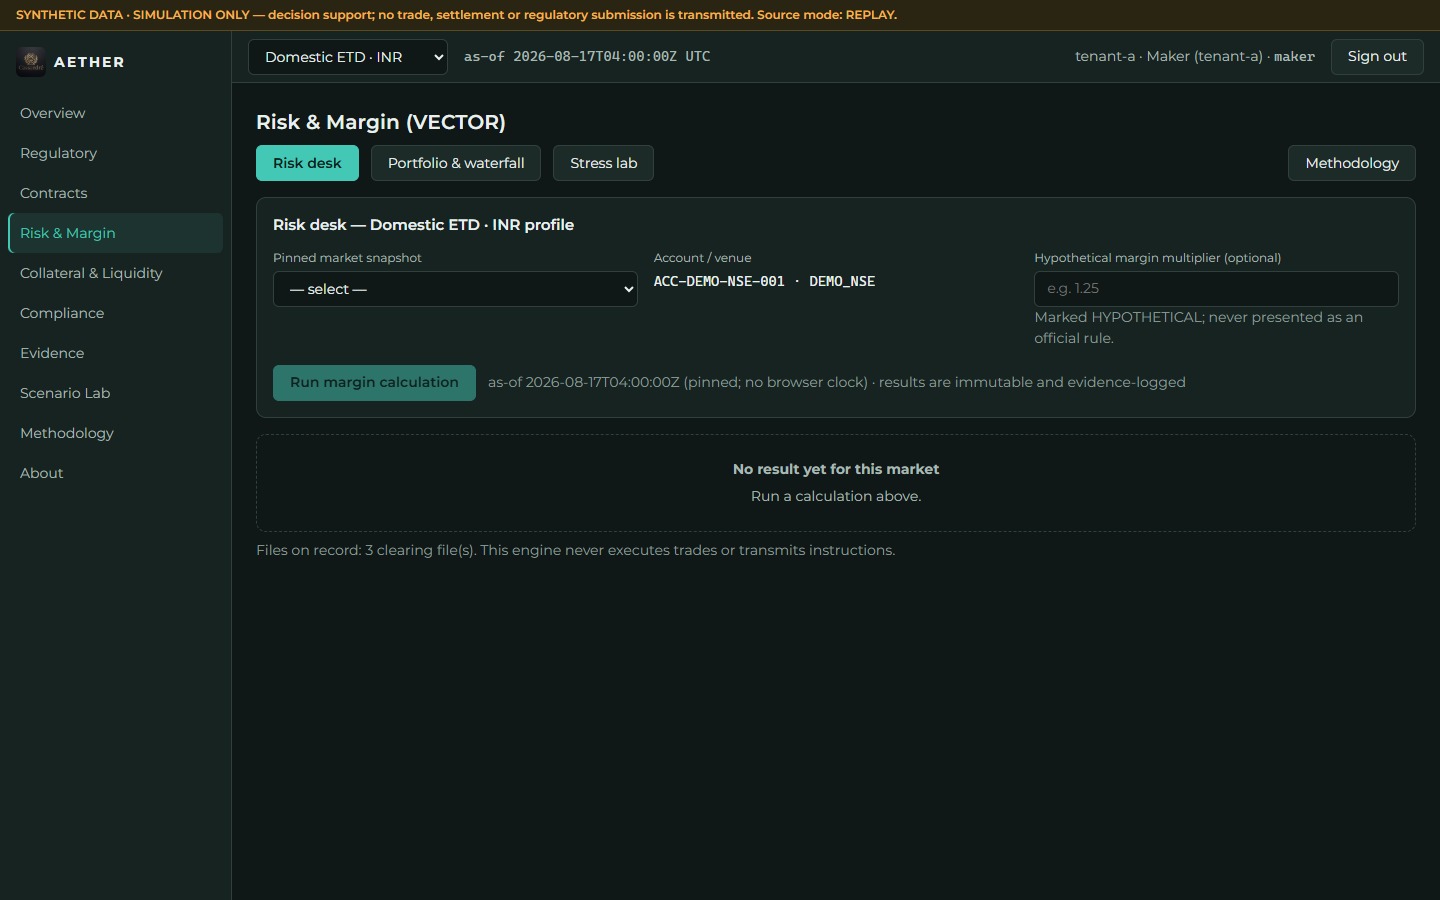 SYNTHETIC DATA · SIMULATION ONLY — decision support; no trade, settlement or regulatory submission is transmitted. Source mode: REPLAY.
AETHER
Domestic ETD · INR
as-of 2026-08-17T04:00:00Z UTC
tenant-a · Maker (tenant-a) · maker
Sign out
Overview
Regulatory
Contracts
Risk & Margin
Collateral & Liquidity
Compliance
Evidence
Scenario Lab
Methodology
About
Risk & Margin (VECTOR)
Risk desk
Portfolio & waterfall
Stress lab
Methodology
Risk desk — Domestic ETD · INR profile
Pinned market snapshot
— select —
Account / venue
ACC-DEMO-NSE-001 · DEMO_NSE
Hypothetical margin multiplier (optional)
e.g. 1.25
Marked HYPOTHETICAL; never presented as an
official rule.
Run margin calculation
as-of 2026-08-17T04:00:00Z (pinned; no browser clock) · results are immutable and evidence-logged
No result yet for this market
Run a calculation above.
Files on record: 3 clearing file(s). This engine never executes trades or transmits instructions.